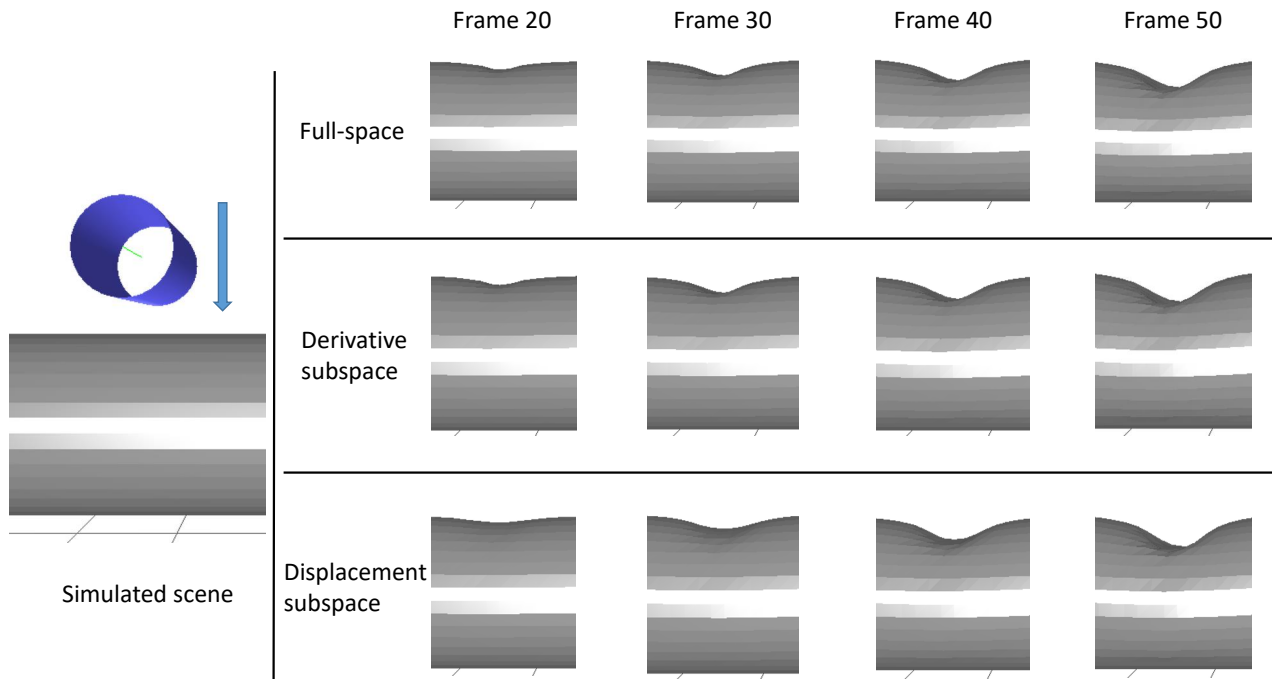 Frame 20
Frame 30
Frame 40
Frame 50
Full-space
Derivative
subspace
Displacement
subspace
Simulated scene